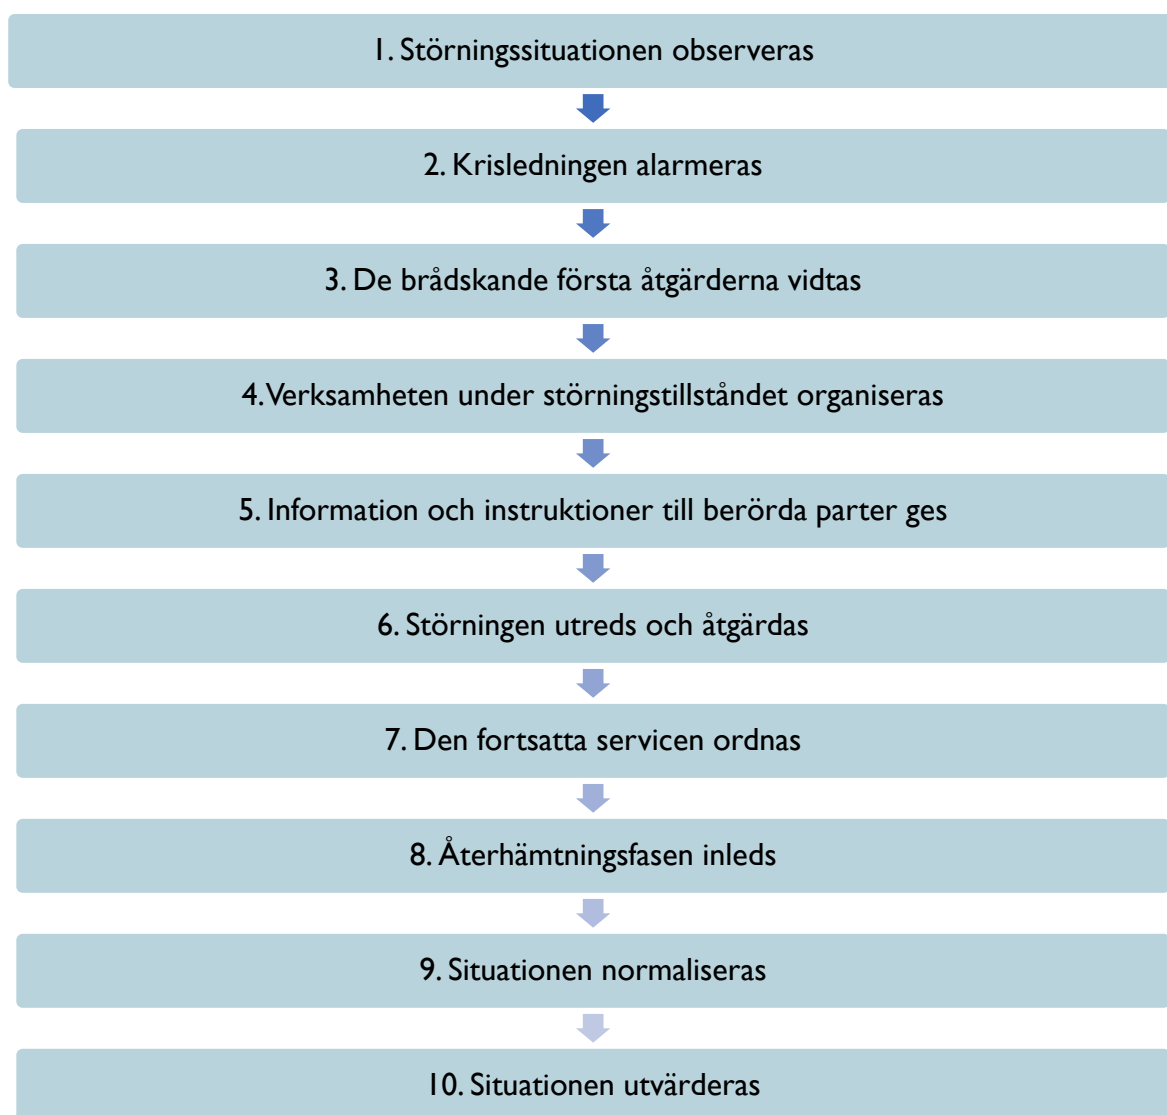 1. Störningssituationen observeras
2. Krisledningen alarmeras
3. De brådskande första åtgärderna vidtas
4. Verksamheten under störningstillståndet organiseras
5. Information och instruktioner till berörda parter ges
6. Störningen utreds och åtgärdas
7. Den fortsatta servicen ordnas
8. Återhämtningsfasen inleds
9. Situationen normaliseras
10. Situationen utvärderas